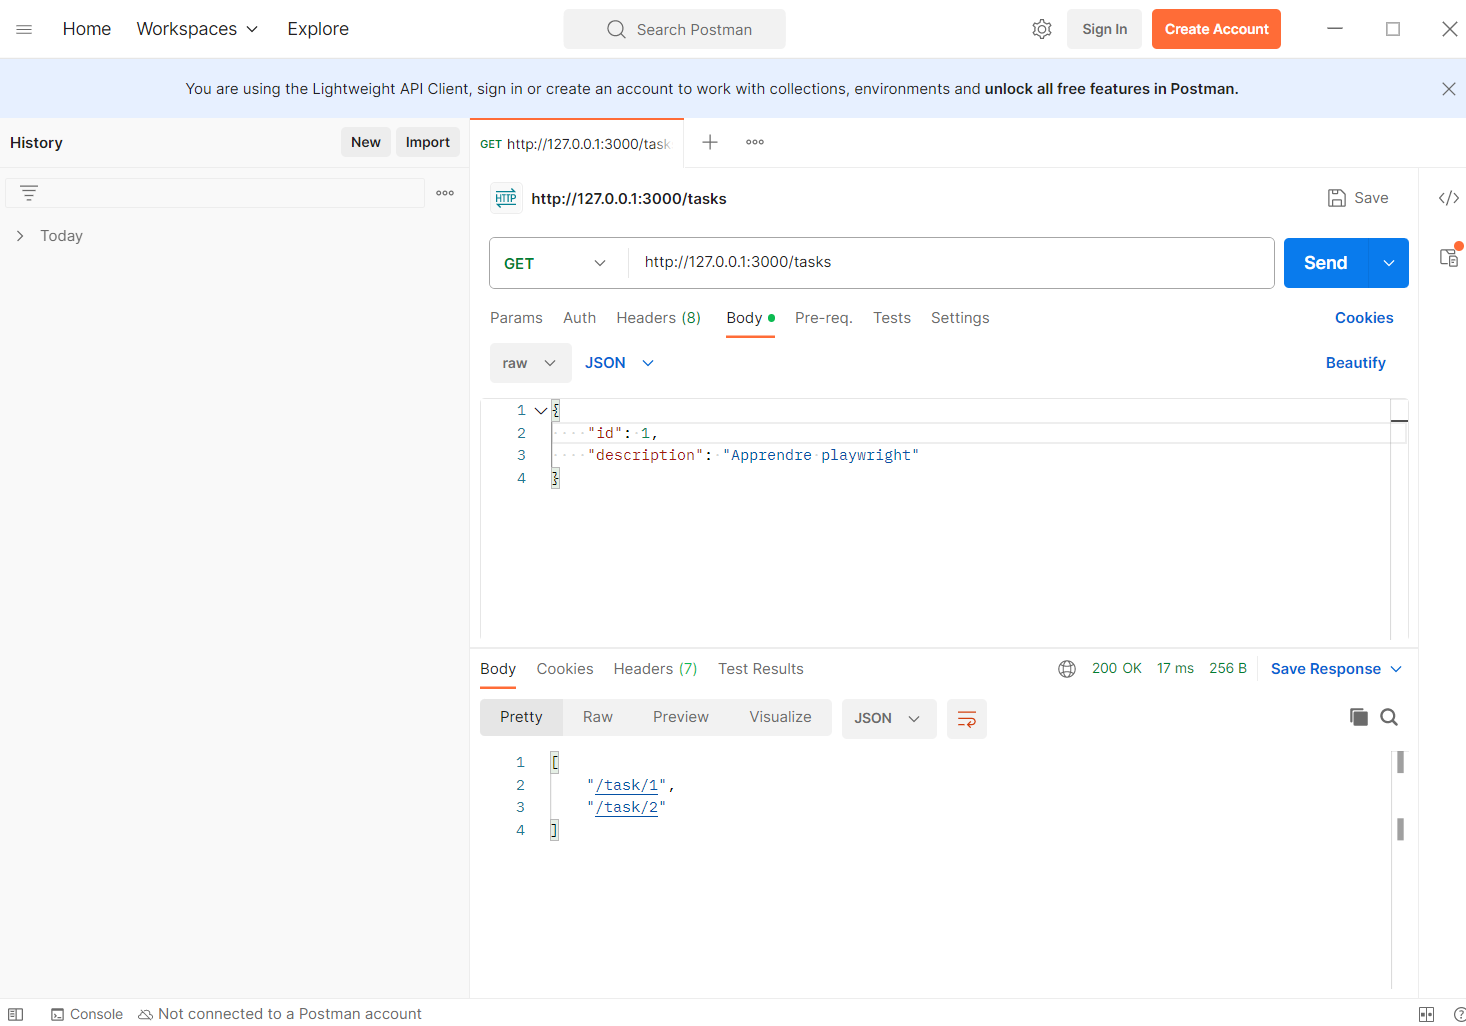 Home Workspaces Explore Search Postman Sign In Create Account
You are using the Lightweight API Client, sign in or create an account to work with collections, environments and unlock all free features in Postman.
History New Import
GET http://127.0.0.1:3000/task
Today
HTTP http://127.0.0.1:3000/tasks Save
GET http://127.0.0.1:3000/tasks Send
Params Auth Headers (8) Body Pre-req. Tests Settings Cookies
raw JSON Beautify
1 {
2 "id": 1,
3 "description": "Apprendre playwright"
4 }
Body Cookies Headers (7) Test Results 200 OK 17 ms 256 B Save Response
Pretty Raw Preview Visualize JSON
1 [
2 "/task/1",
3 "/task/2"
4 ]
Console Not connected to a Postman account